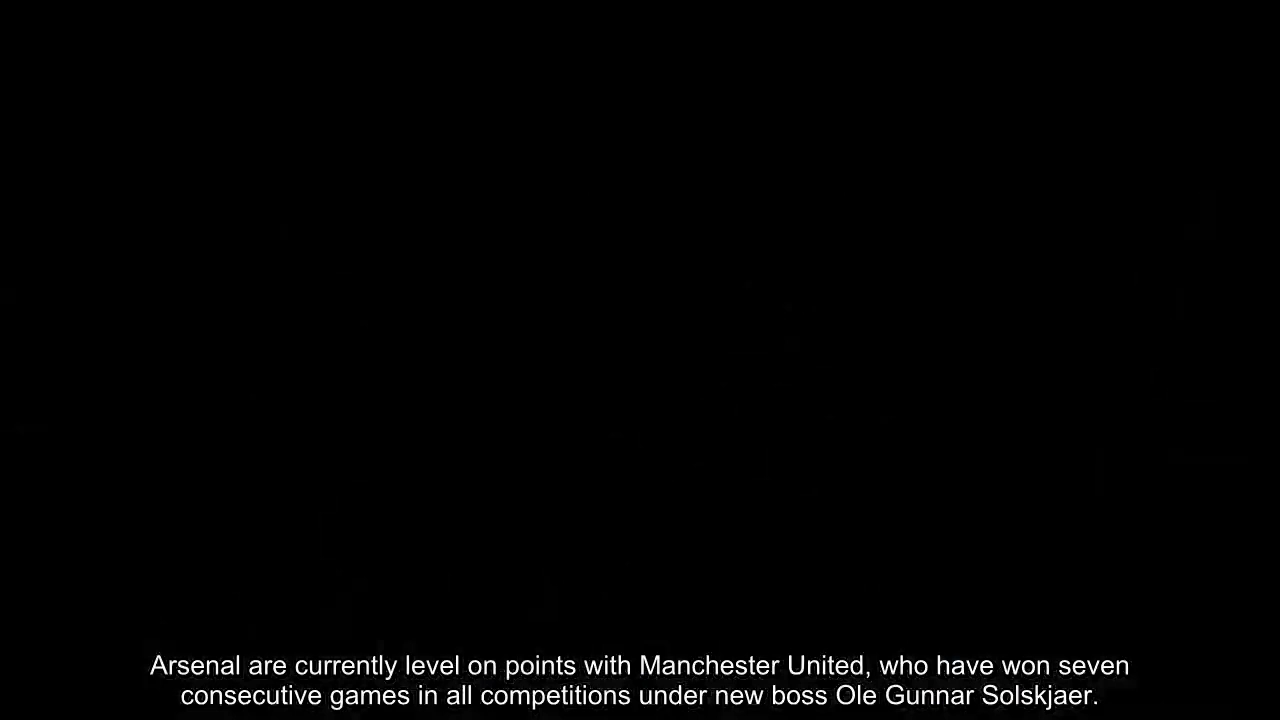 Arsenal are currently level on points with Manchester United, who have won seven
consecutive games in all competitions under new boss Ole Gunnar Solskjaer.